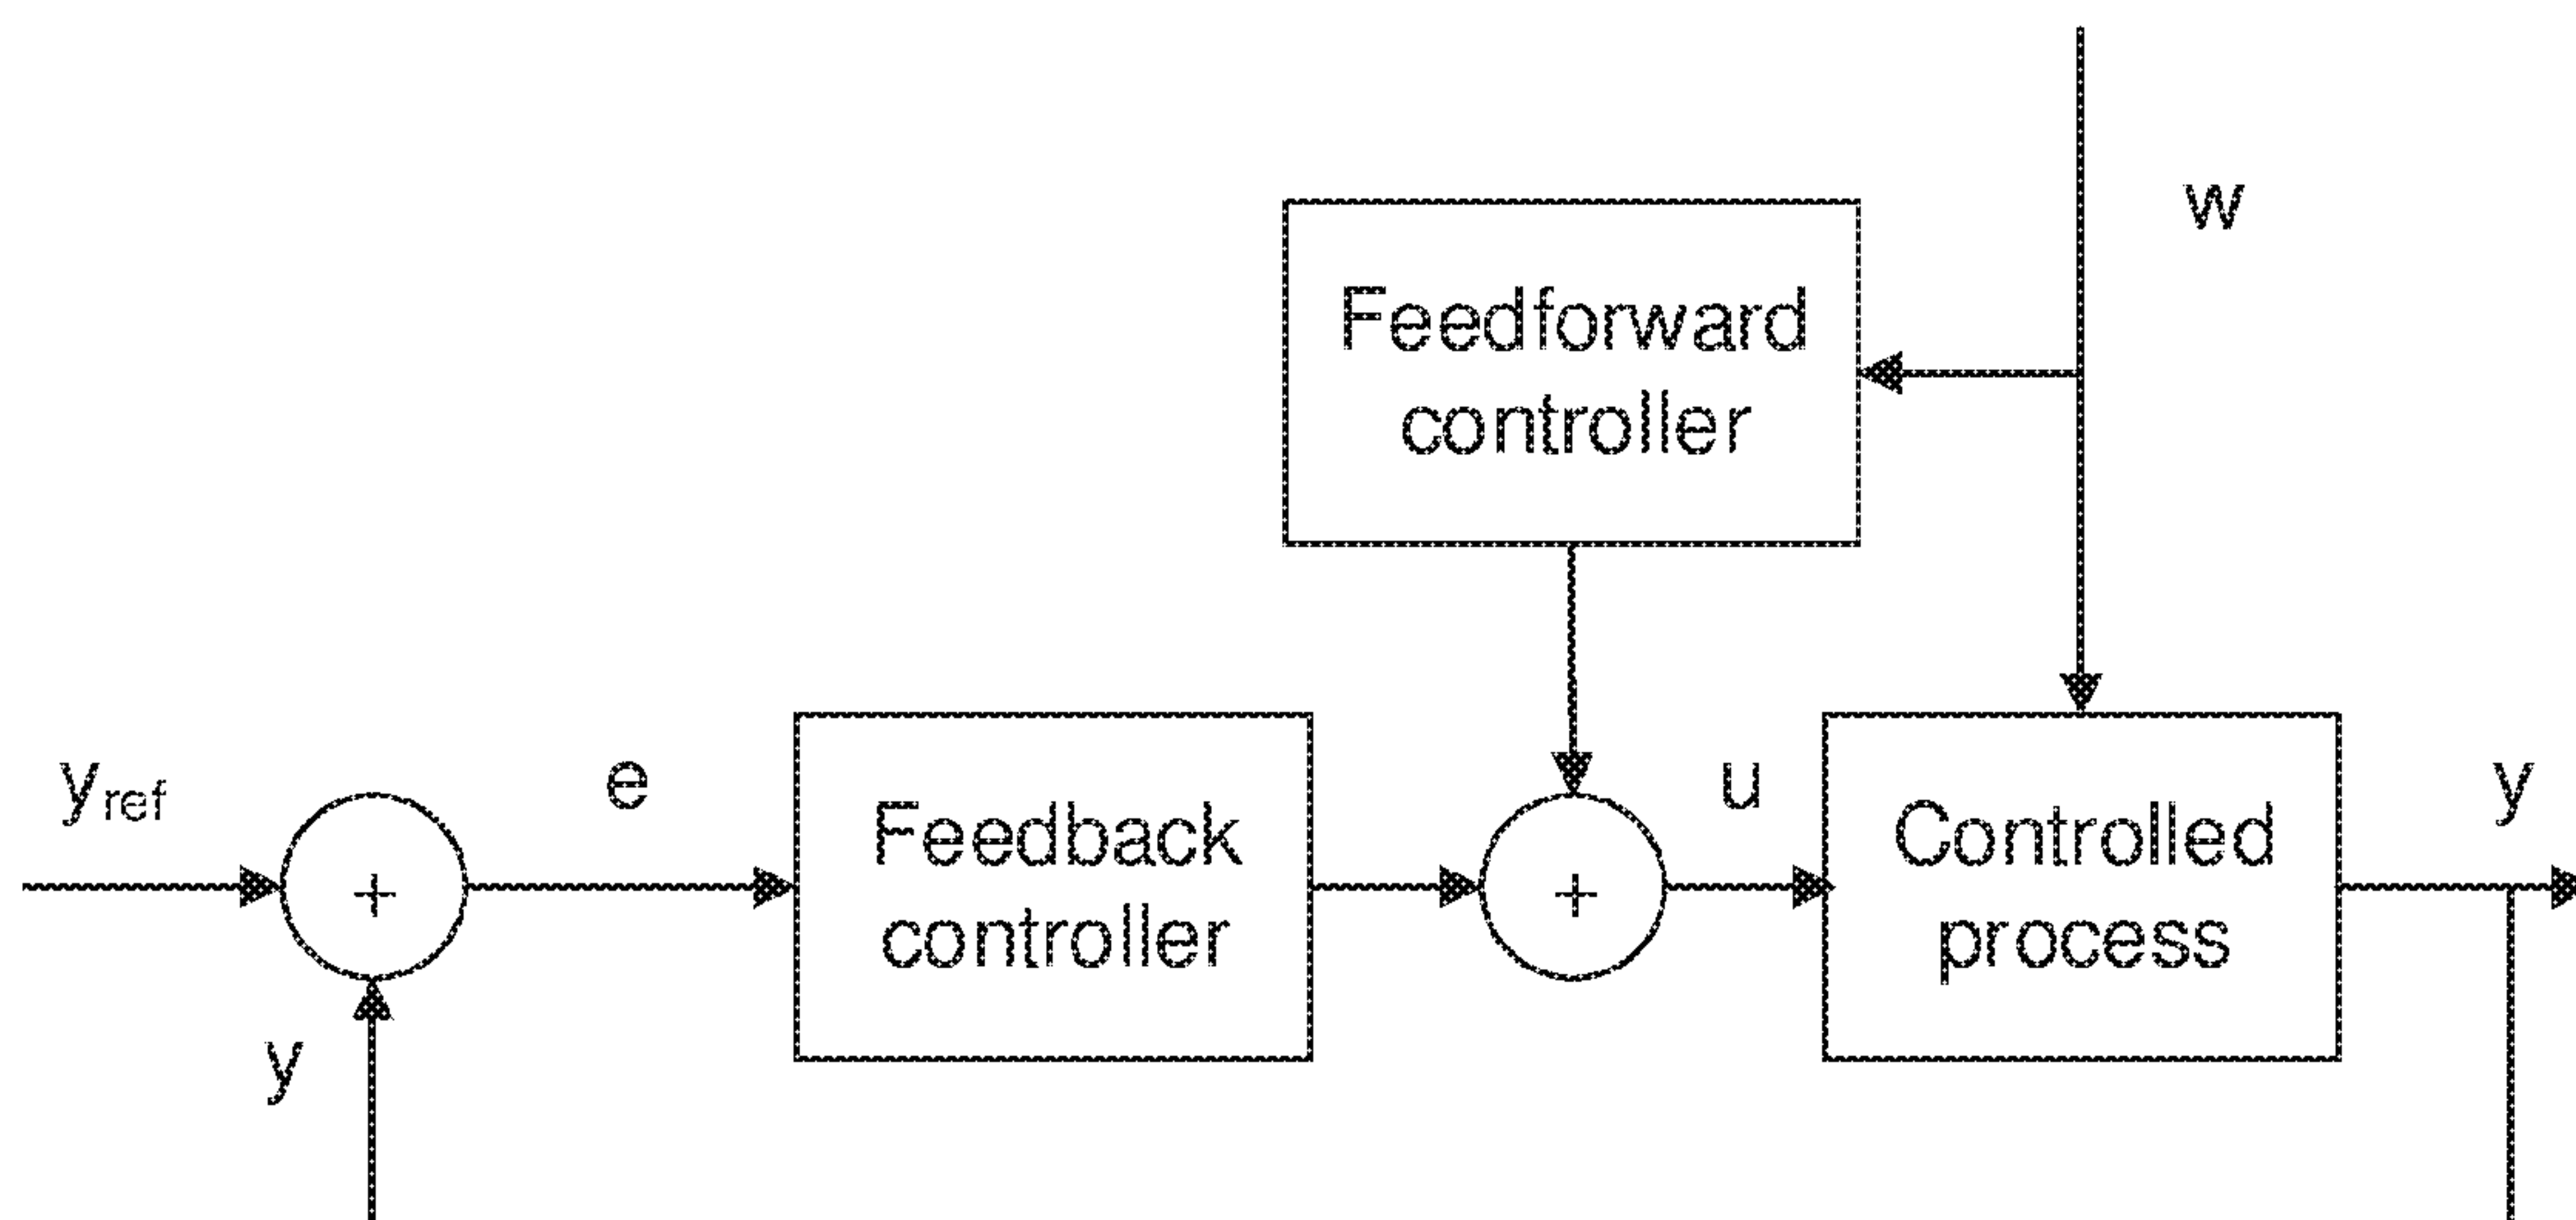 w
Feedforward
controller
yref
e
Feedback
controller
u
Controlled
process
y
y
+
+